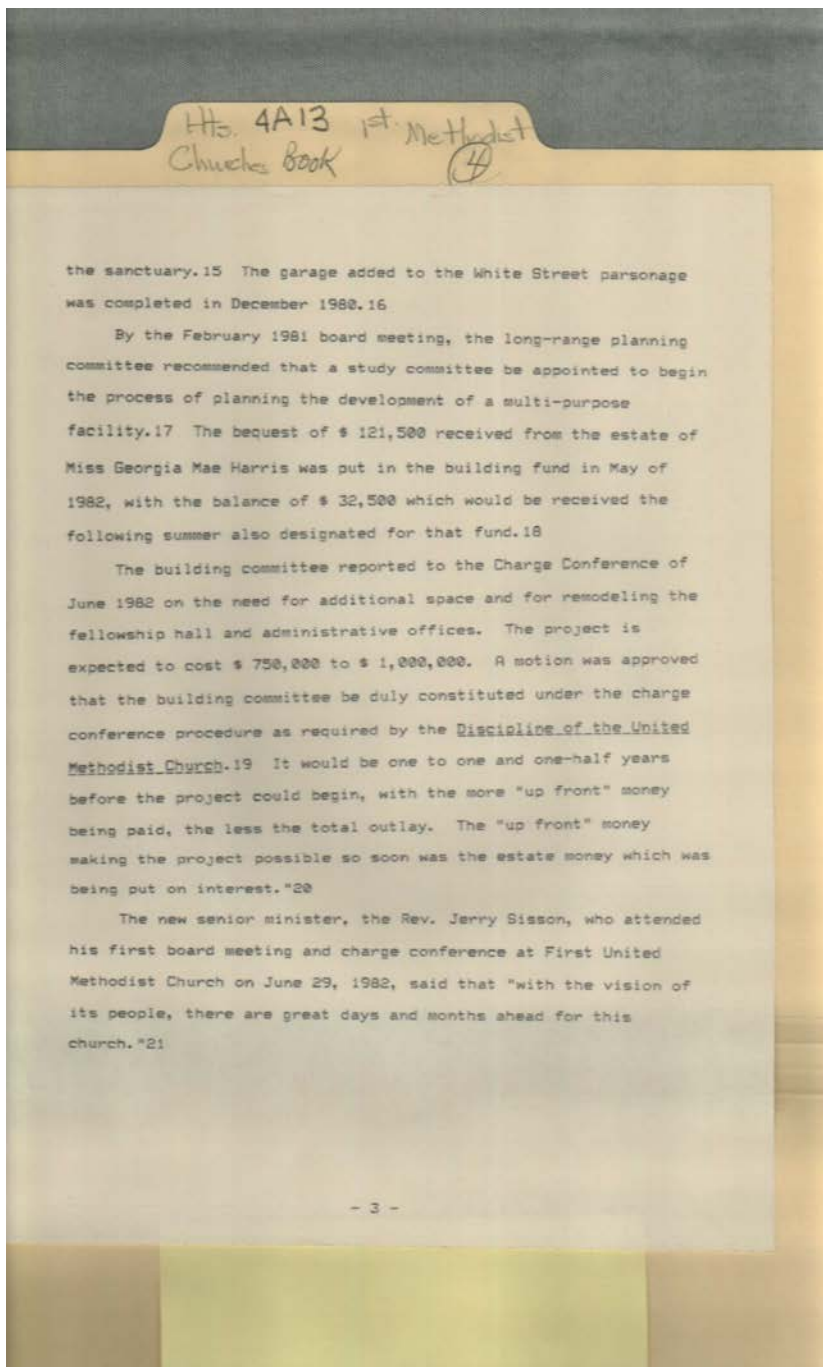 Hts. 4A13 1st. Methodist
Churches Book 4
the sanctuary.15 The garage added to the White Street parsonage
was completed in December 1980.16
By the February 1981 board meeting, the long-range planning
committee recommended that a study committee be appointed to begin
the process of planning the development of a multi-purpose
facility.17 The bequest of $ 121,500 received from the estate of
Miss Georgia Mae Harris was put in the building fund in May of
1982, with the balance of $ 32,500 which would be received the
following summer also designated for that fund.18
The building committee reported to the Charge Conference of
June 1982 on the need for additional space and for remodeling the
fellowship hall and administrative offices. The project is
expected to cost $ 750,000 to $ 1,000,000. A motion was approved
that the building committee be duly constituted under the charge
conference procedure as required by the Discipline of the United
Methodist Church.19 It would be one to one and one-half years
before the project could begin, with the more "up front" money
being paid, the less the total outlay. The "up front" money
making the project possible so soon was the estate money which was
being put on interest."20
The new senior minister, the Rev. Jerry Sisson, who attended
his first board meeting and charge conference at First United
Methodist Church on June 29, 1982, said that "with the vision of
its people, there are great days and months ahead for this
church."21
- 3 -